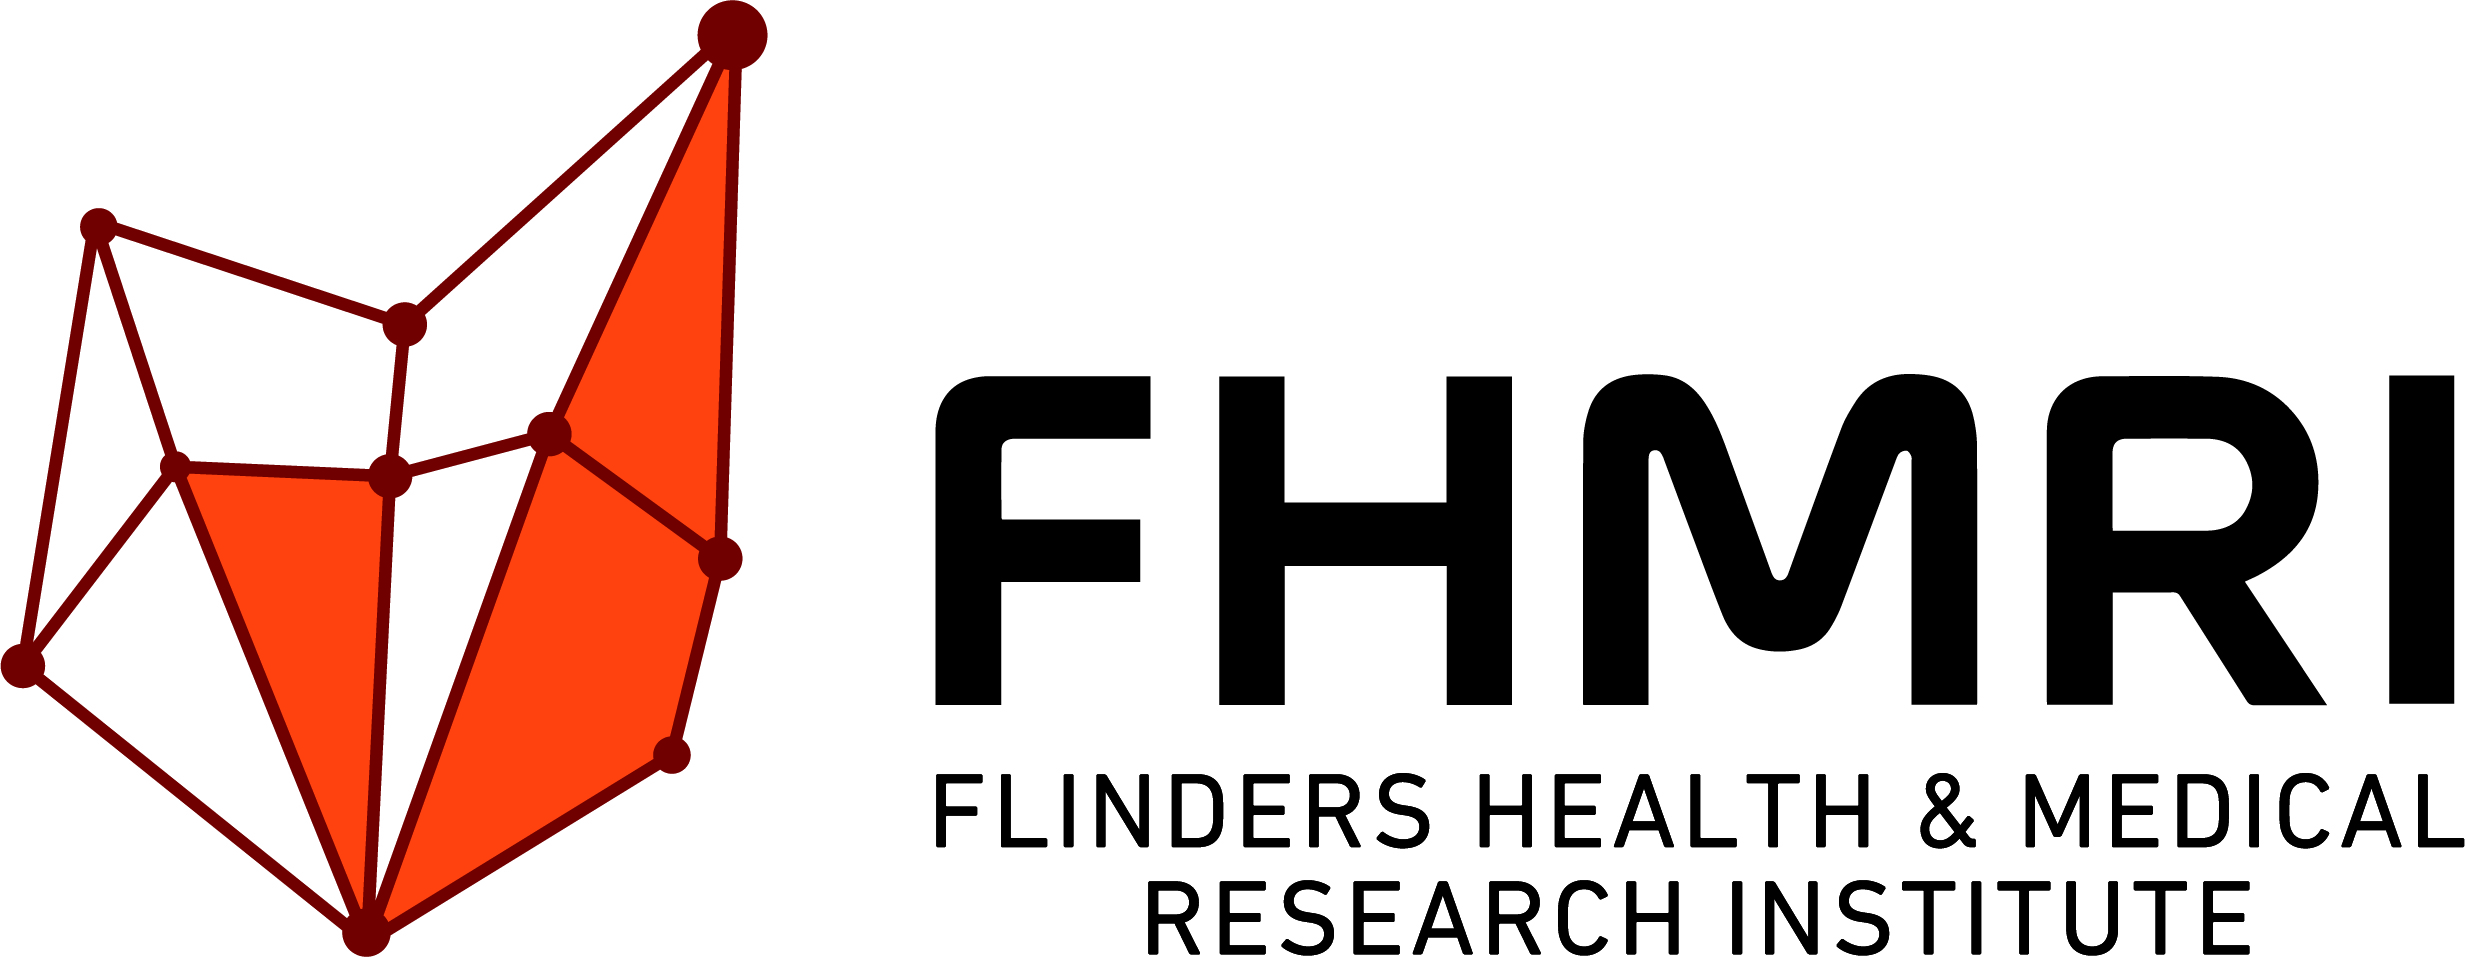 FHMRI
FLINDERS HEALTH & MEDICAL
RESEARCH INSTITUTE